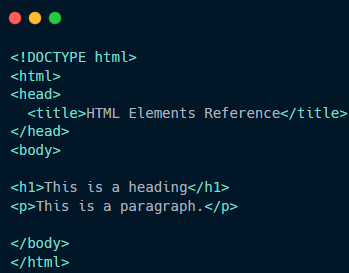 <!DOCTYPE html>
<html>
<head>
  <title>HTML Elements Reference</title>
</head>
<body>

<h1>This is a heading</h1>
<p>This is a paragraph.</p>

</body>
</html>